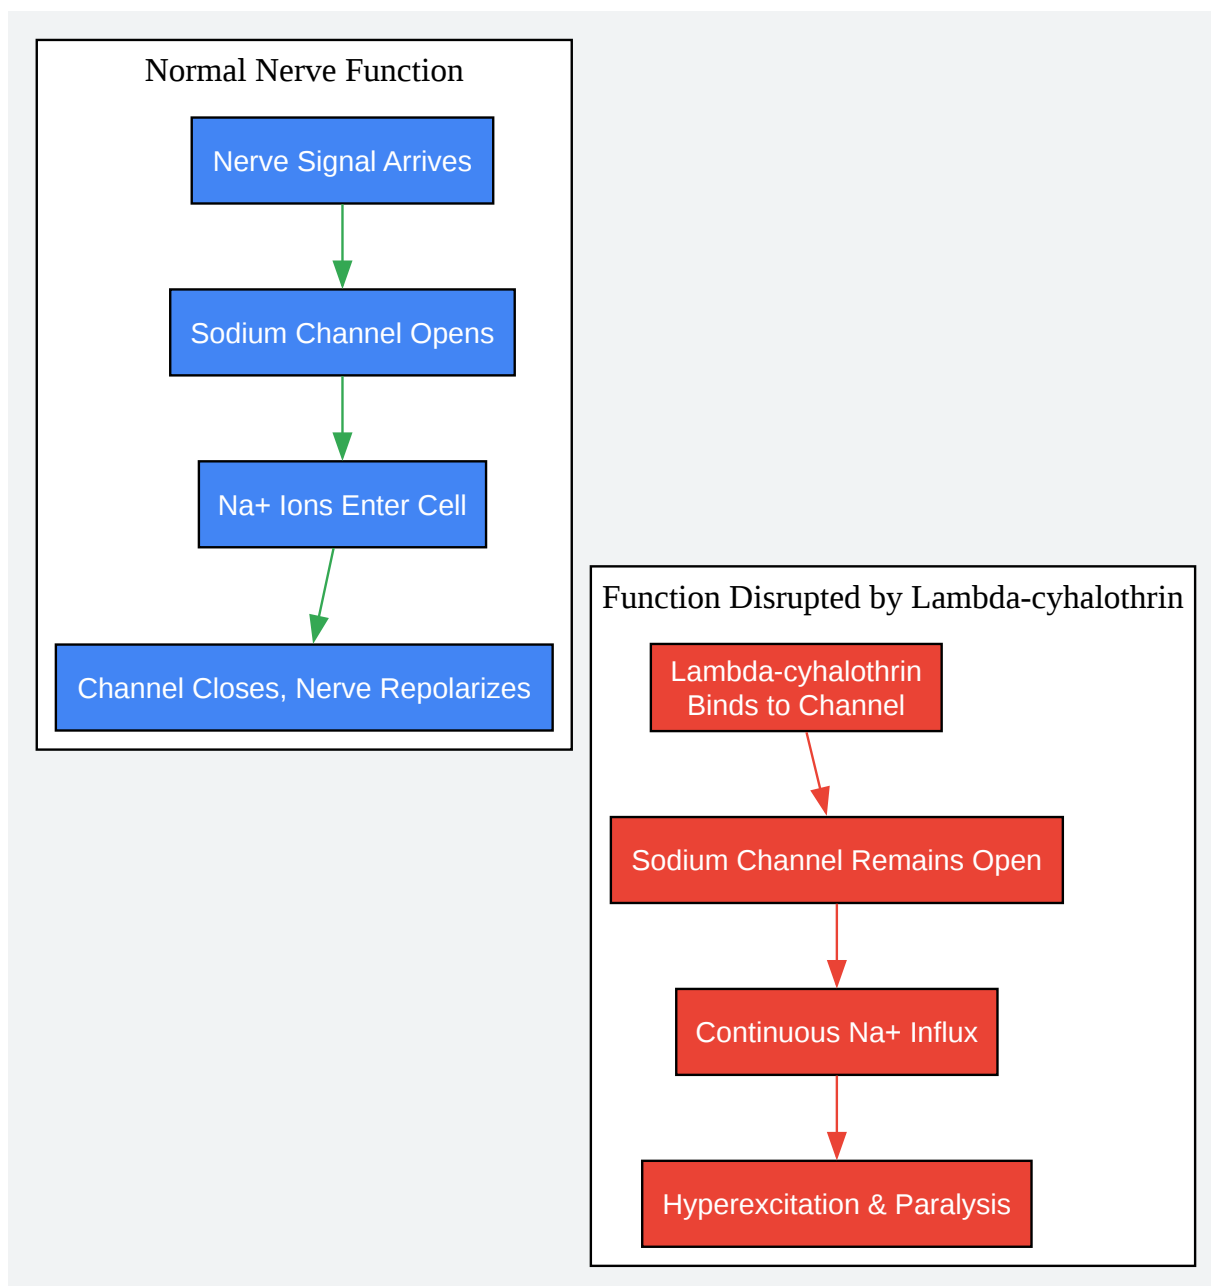 Normal Nerve Function
Nerve Signal Arrives
Sodium Channel Opens
Na+ Ions Enter Cell
Channel Closes, Nerve Repolarizes
Function Disrupted by Lambda-cyhalothrin
Lambda-cyhalothrin
Binds to Channel
Sodium Channel Remains Open
Continuous Na+ Influx
Hyperexcitation & Paralysis